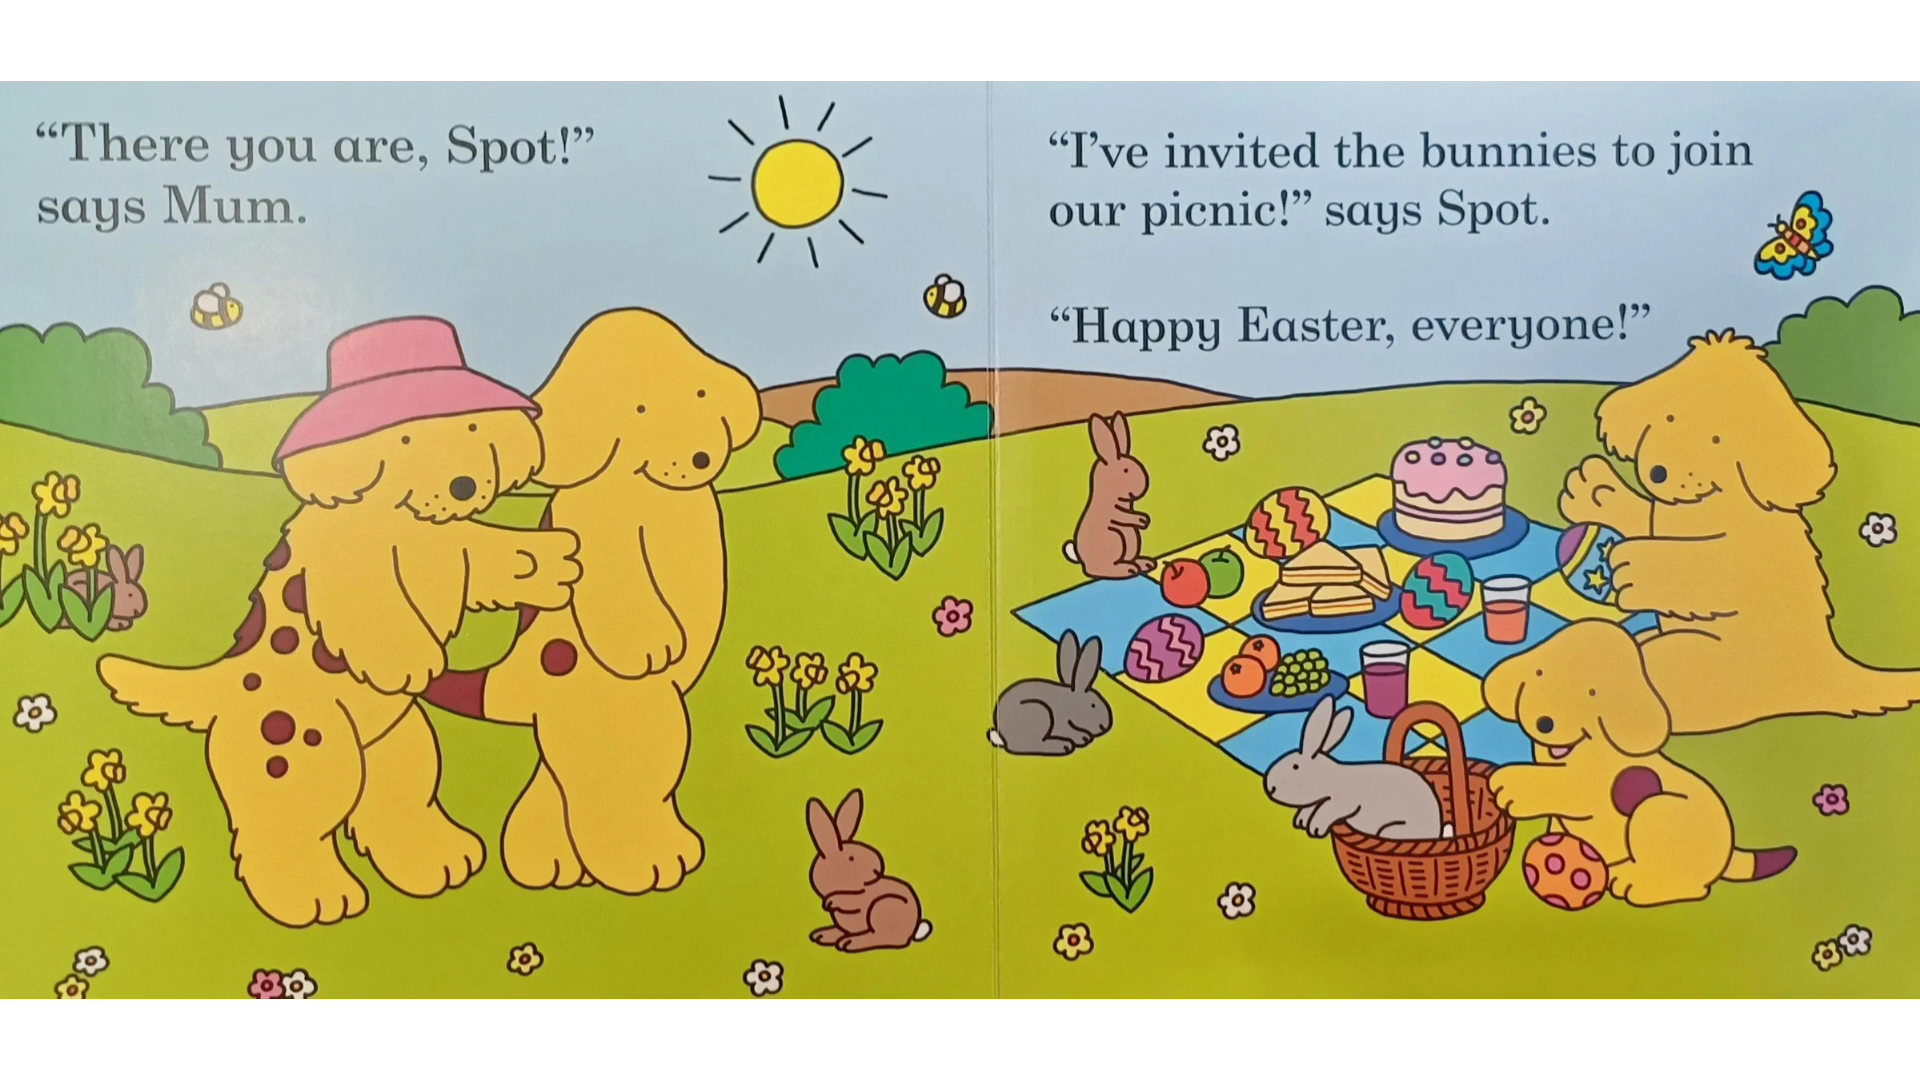 “There you are, Spot!”
says Mum.
“I’ve invited the bunnies to join
our picnic!” says Spot.
“Happy Easter, everyone!”